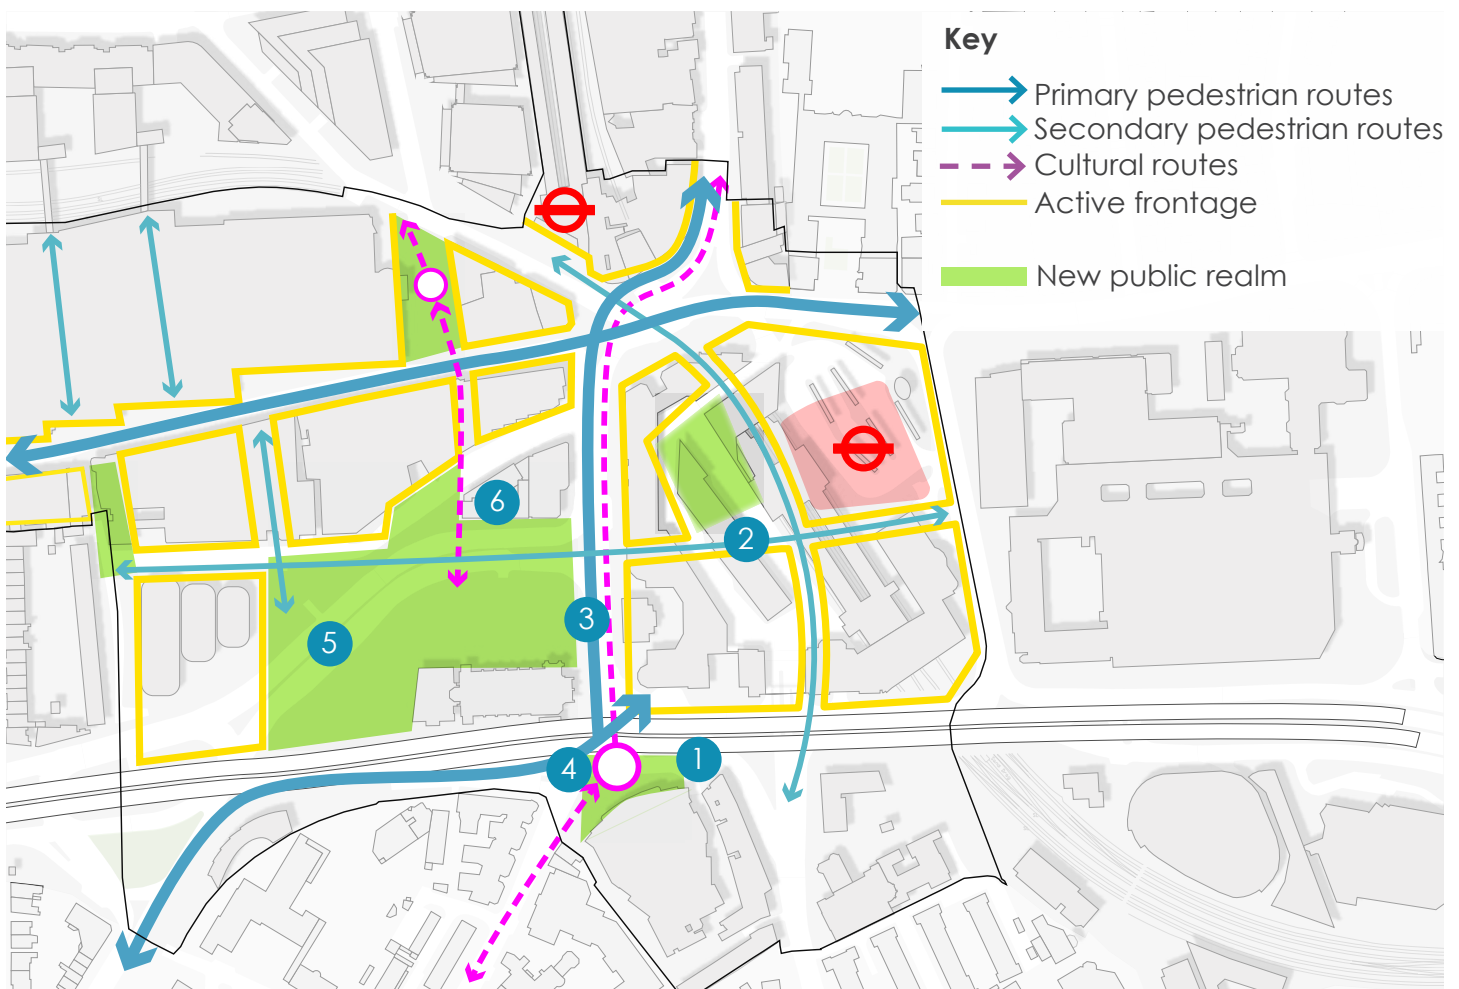 Key
Primary pedestrian routes
Secondary pedestrian routes
Cultural routes
Active frontage
New public realm
6
2
3
5
1
4